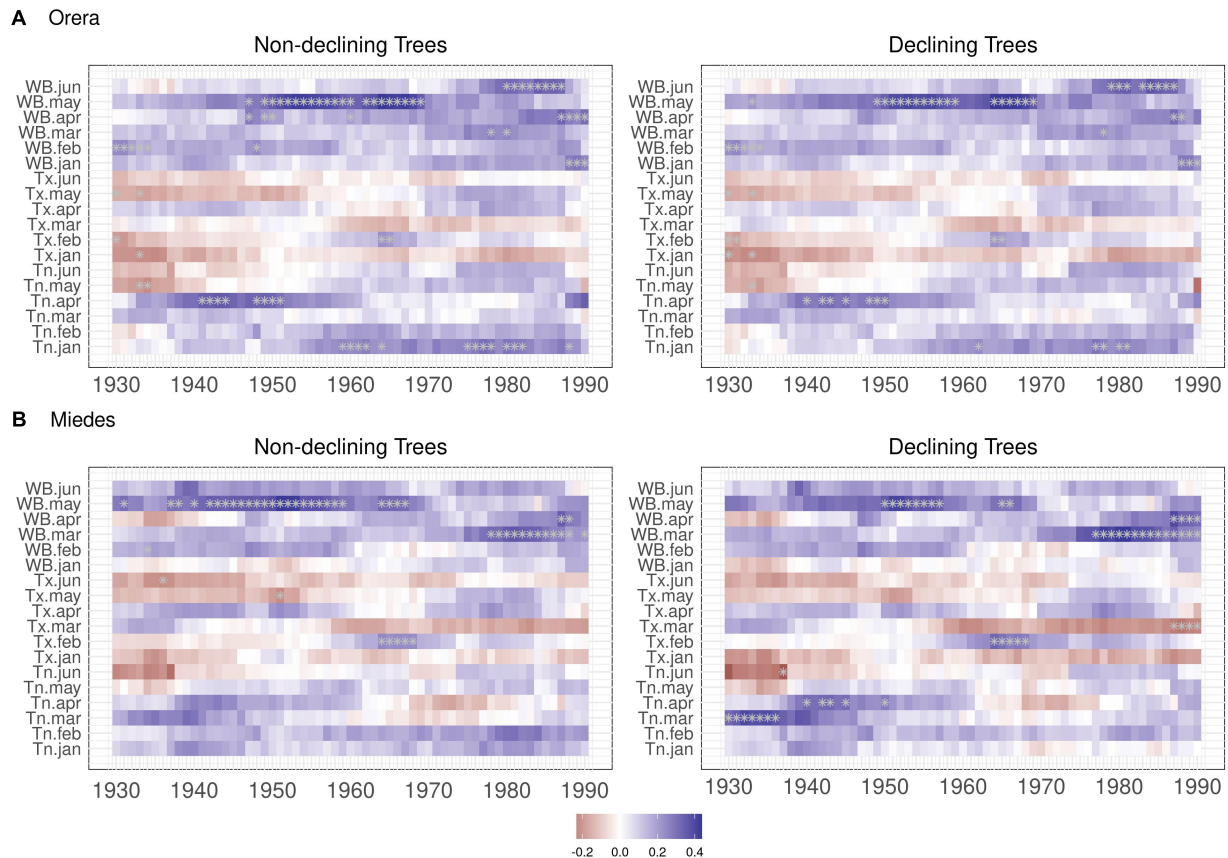 A Orera
Non-declining Trees
Declining Trees
WB.jun
WB.may
WB.apr
WB.mar
WB.feb
WB.jan
Tx.jun
Tx.may
Tx.apr
Tx.mar
Tx.feb
Tx.jan
Tn.jun
Tn.may
Tn.apr
Tn.mar
Tn.feb
Tn.jan
1930 1940 1950 1960 1970 1980 1990
WB.jun
WB.may
WB.apr
WB.mar
WB.feb
WB.jan
Tx.jun
Tx.may
Tx.apr
Tx.mar
Tx.feb
Tx.jan
Tn.jun
Tn.may
Tn.apr
Tn.mar
Tn.feb
Tn.jan
1930 1940 1950 1960 1970 1980 1990
B Miedes
Non-declining Trees
Declining Trees
WB.jun
WB.may
WB.apr
WB.mar
WB.feb
WB.jan
Tx.jun
Tx.may
Tx.apr
Tx.mar
Tx.feb
Tx.jan
Tn.jun
Tn.may
Tn.apr
Tn.mar
Tn.feb
Tn.jan
1930 1940 1950 1960 1970 1980 1990
WB.jun
WB.may
WB.apr
WB.mar
WB.feb
WB.jan
Tx.jun
Tx.may
Tx.apr
Tx.mar
Tx.feb
Tx.jan
Tn.jun
Tn.may
Tn.apr
Tn.mar
Tn.feb
Tn.jan
1930 1940 1950 1960 1970 1980 1990
-0.2 0.0 0.2 0.4